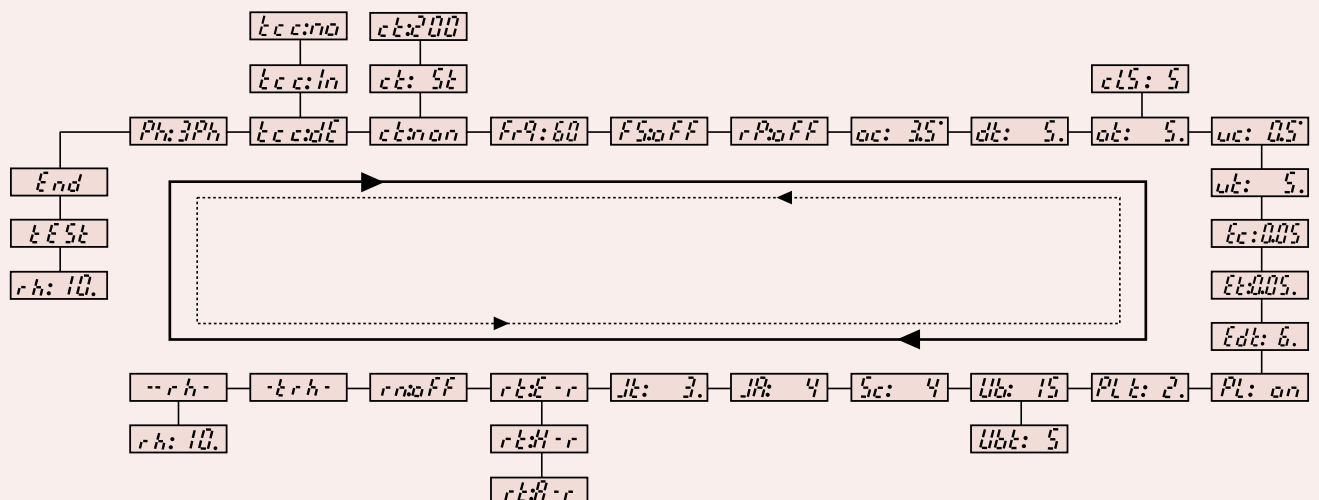 tcc:no ct:200
tcc:In ct: St cLS: 5
Ph:3Ph tcc:dE ct:non Frq:60 FS:oFF rP:oFF oc: 3.5° dt: 5. ot: 5. uc: 0.5°
End ut: 5.
tESt Ec:0.05
rh: 10. Et:0.05.
Edt: 6.
--rh- -trh- rn:oFF rt:E-r Jt: 3. JA: 4 Sc: 4 Ub: 15 PLt: 2. PL: on
rh: 10. rt:H-r Ubt: 5
rt:A-r